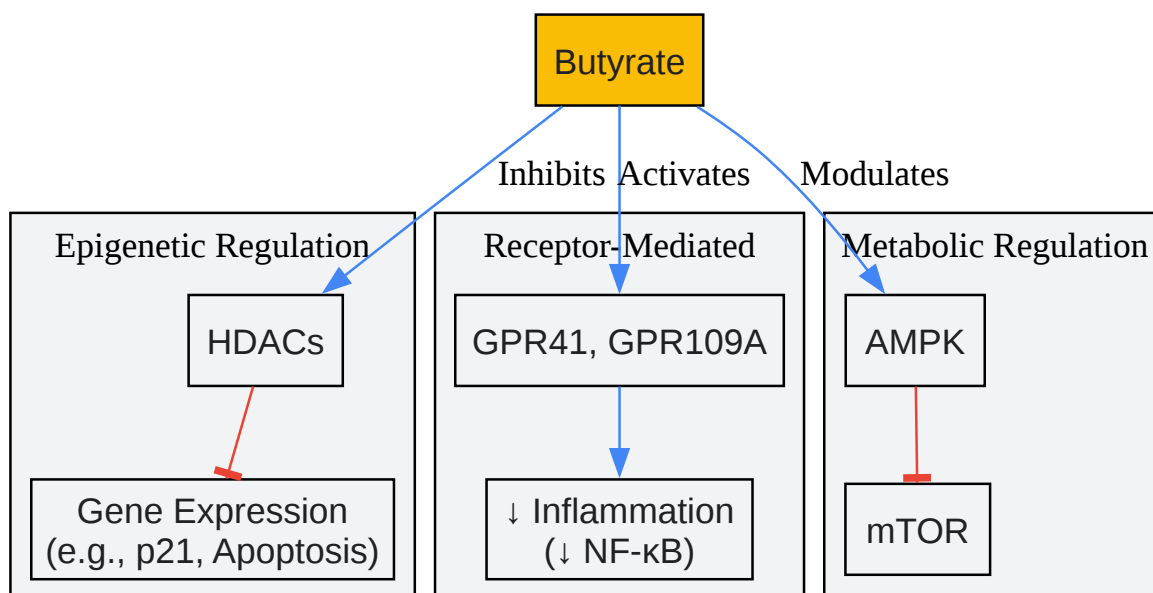 Butyrate
Inhibits
Activates
Modulates
Epigenetic Regulation
Receptor-Mediated
Metabolic Regulation
HDACs
GPR41, GPR109A
AMPK
Gene Expression
(e.g., p21, Apoptosis)
↓ Inflammation
(↓ NF-κB)
mTOR